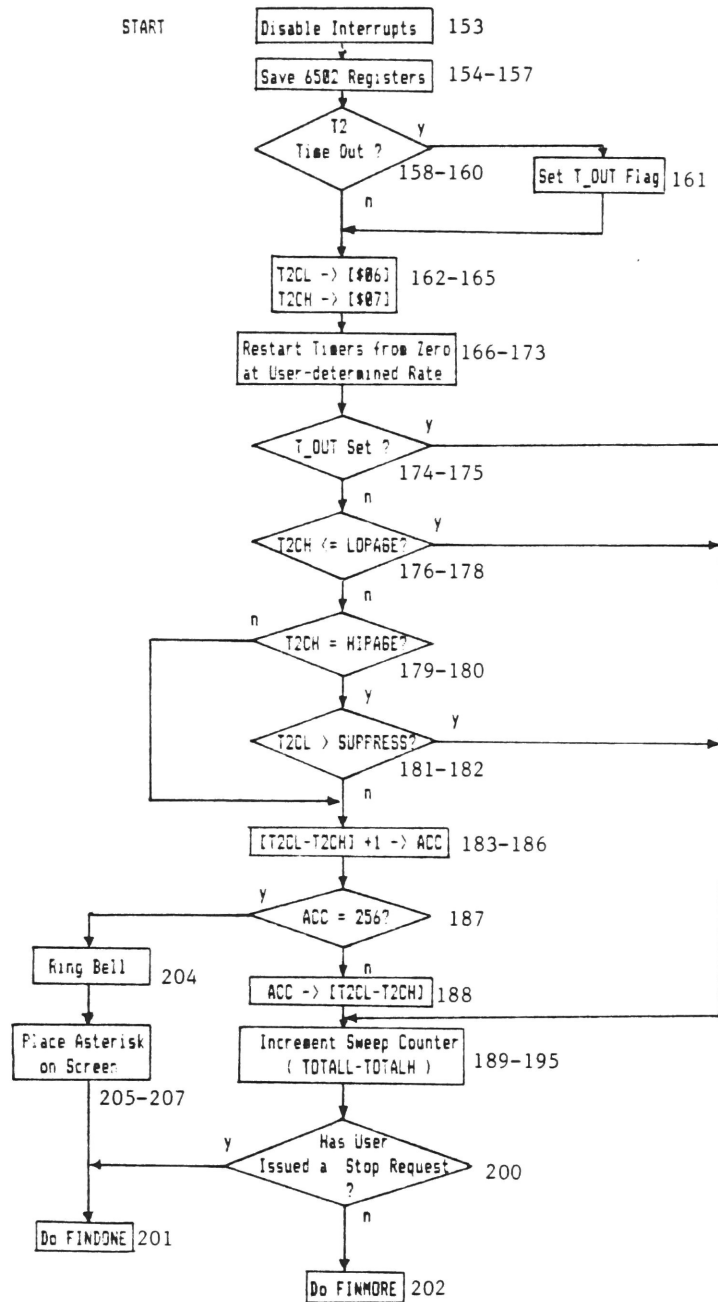 START
Disable Interrupts 153
Save 6502 Registers 154-157
T2
Time Out ?
y
158-160
n
Set T_OUT Flag 161
T2CL -> [$06]
T2CH -> [$07]
162-165
Restart Timers from Zero
at User-determined Rate
166-173
T_OUT Set ?
y
174-175
n
T2CH <= LOPAGE?
y
176-178
n
n
T2CH = HIPAGE?
179-180
y
T2CL > SUPPRESS?
y
181-182
n
[T2CL-T2CH] +1 -> ACC 183-186
y
ACC = 256? 187
n
Ring Bell 204
ACC -> [T2CL-T2CH] 188
Place Asterisk
on Screen
205-207
Increment Sweep Counter
( TOTALL-TOTALH )
189-195
y
Has User
Issued a Stop Request
?
200
n
Do FINDONE 201
Do FINMORE 202